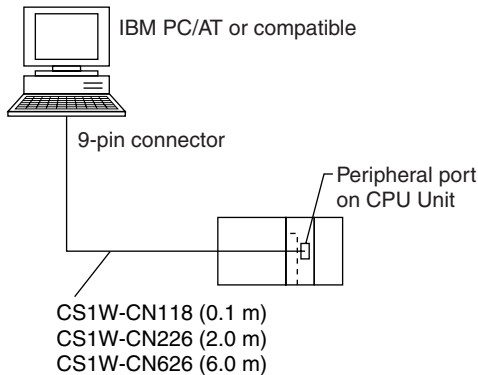 IBM PC/AT or compatible
9-pin connector
Peripheral port
on CPU Unit
CS1W-CN118 (0.1 m)
CS1W-CN226 (2.0 m)
CS1W-CN626 (6.0 m)